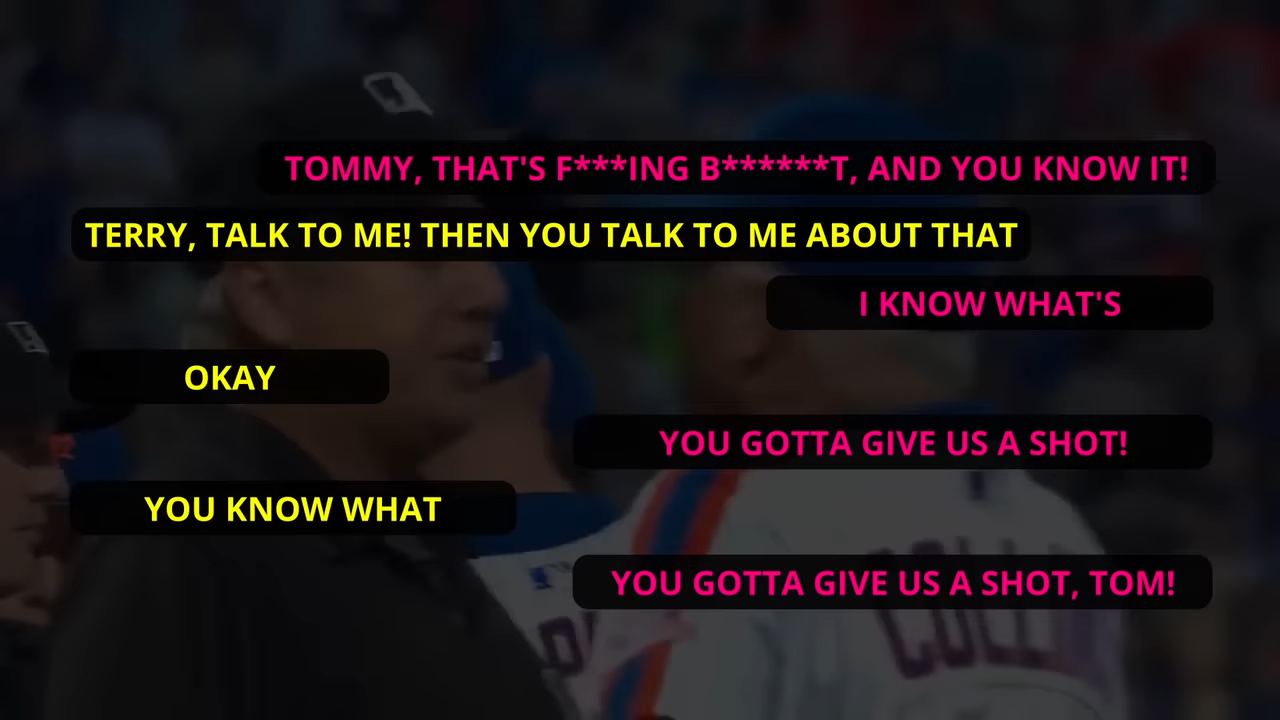 TOMMY, THAT'S F***ING B******T, AND YOU KNOW IT!
TERRY, TALK TO ME! THEN YOU TALK TO ME ABOUT THAT
I KNOW WHAT'S
OKAY
YOU GOTTA GIVE US A SHOT!
YOU KNOW WHAT
YOU GOTTA GIVE US A SHOT, TOM!